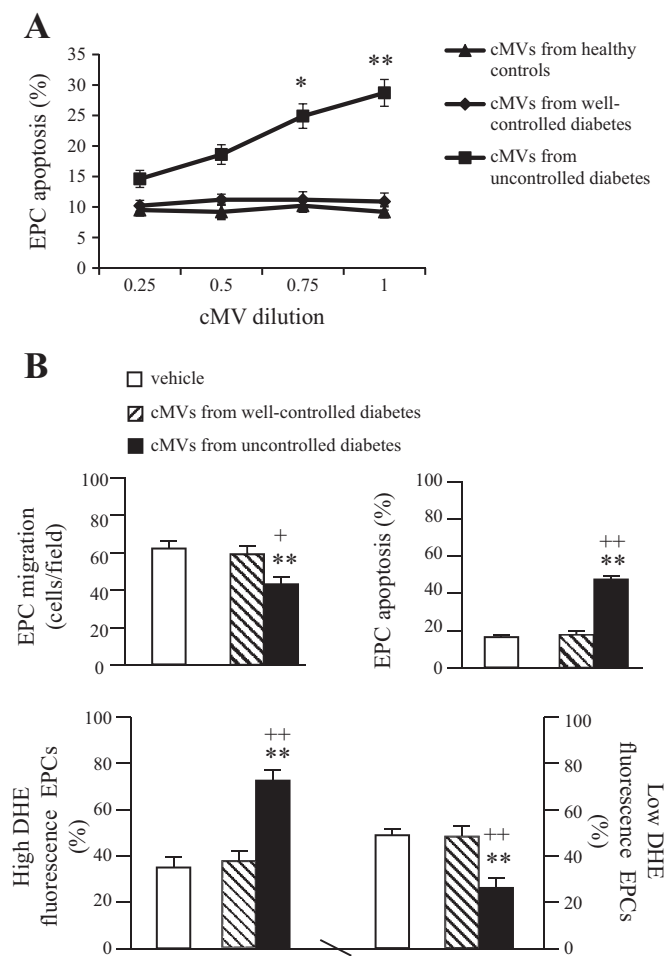 A
EPC apoptosis (%)
35
30
25
20
15
10
5
0
0.25 0.5 0.75 1
cMV dilution
* **
cMVs from healthy
controls
cMVs from well-
controlled diabetes
cMVs from
uncontrolled diabetes
B
vehicle
cMVs from well-controlled diabetes
cMVs from uncontrolled diabetes
EPC migration
(cells/field)
100
80
60
40
20
0
+
**
EPC apoptosis (%)
100
80
60
40
20
0
++
**
High DHE
fluorescence EPCs
(%)
100
80
60
40
20
0
++
**
++
**
100
80
60
40
20
0
Low DHE
fluorescence EPCs
(%)